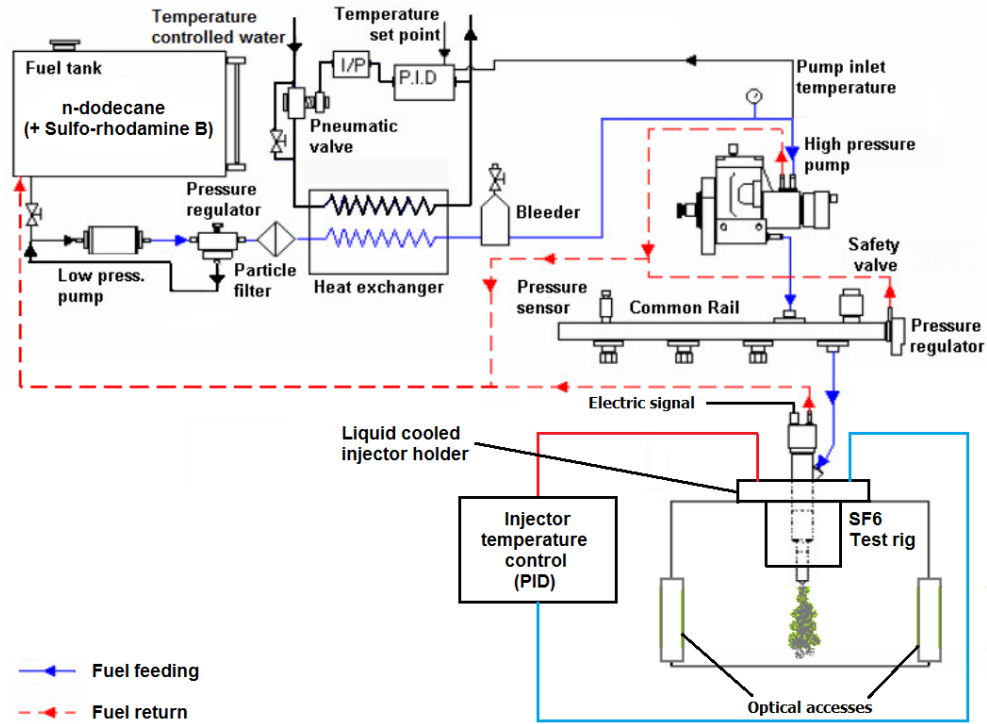 Temperature
controlled water
Temperature
set point
Fuel tank
n-dodecane
(+ Sulfo-rhodamine B)
I/P
P.I.D
Pump inlet
temperature
Pneumatic
valve
High pressure
pump
Pressure
regulator
Bleeder
Low press.
pump
Particle
filter
Heat exchanger
Safety
valve
Pressure
sensor
Common Rail
Pressure
regulator
Electric signal
Liquid cooled
injector holder
Injector
temperature
control
(PID)
SF6
Test rig
Fuel feeding
Fuel return
Optical accesses